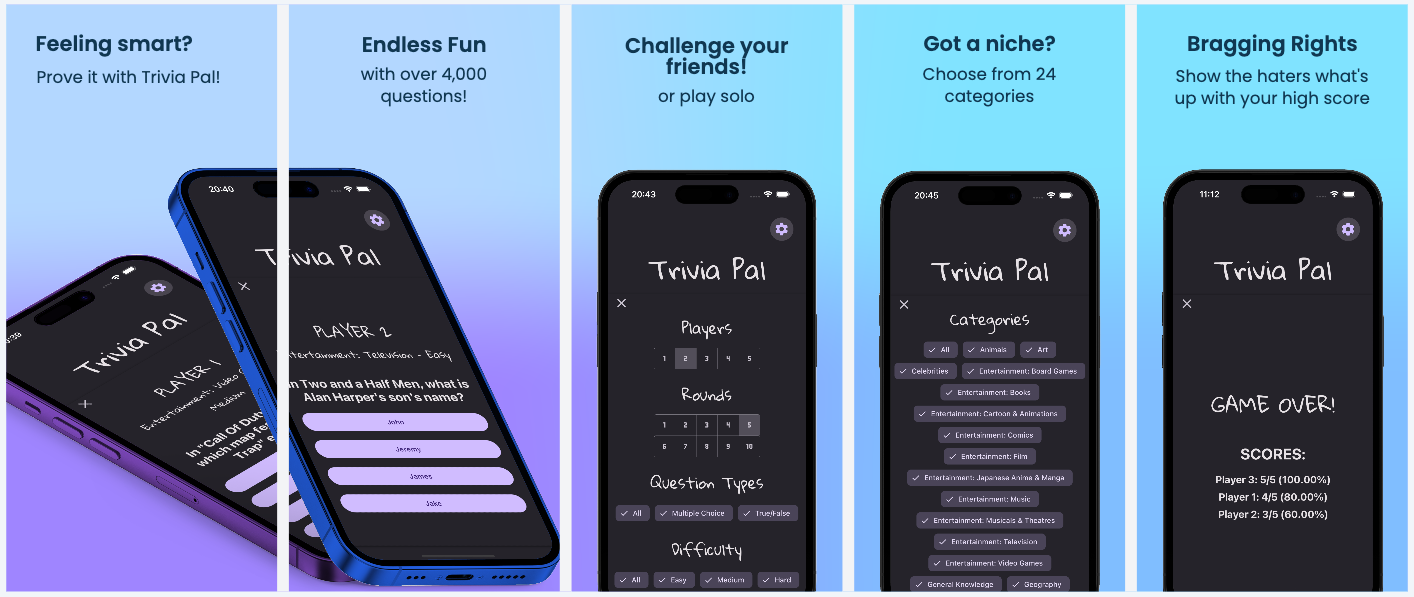 Feeling smart?
Prove it with Trivia Pal!
:39
Trivia Pal
PLAYER 1
Entertainment: Video
Medium
In "Call Of Dut
which map fe
Trap" e
Endless Fun
with over 4,000
questions!
20:40
Trivia Pal
PLAYER 2
ntertainment: Television - Easy
In Two and a Half Men, what is
Alan Harper's son's name?
John
Jeremy
James
Jake
Challenge your
friends!
or play solo
20:43
Trivia Pal
Players
1 2 3 4 5
Rounds
1 2 3 4 5
6 7 8 9 10
Question Types
All Multiple Choice True/False
Difficulty
All Easy Medium Hard
Got a niche?
Choose from 24
categories
20:45
Trivia Pal
Categories
All Animals Art
Celebrities Entertainment: Board Games
Entertainment: Books
Entertainment: Cartoon & Animations
Entertainment: Comics
Entertainment: Film
Entertainment: Japanese Anime & Manga
Entertainment: Music
Entertainment: Musicals & Theatres
Entertainment: Television
Entertainment: Video Games
General Knowledge Geography
Bragging Rights
Show the haters what's
up with your high score
11:12
Trivia Pal
GAME OVER!
SCORES:
Player 3: 5/5 (100.00%)
Player 1: 4/5 (80.00%)
Player 2: 3/5 (60.00%)